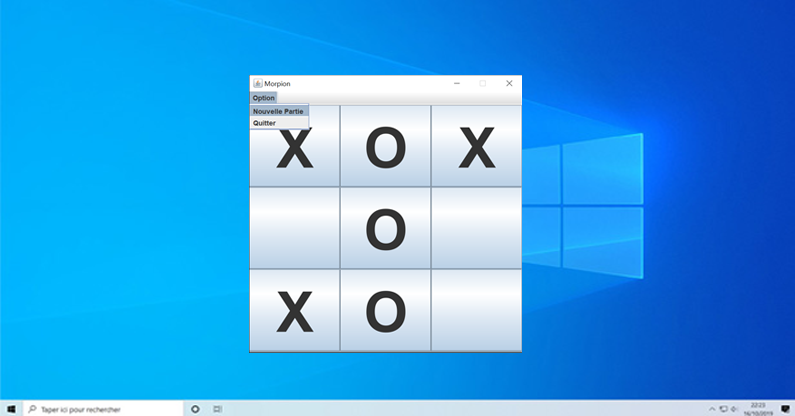 Morpion
Option
Nouvelle Partie
Quitter
X O X
O
X O
Taper ici pour rechercher
22:23
16/10/2019